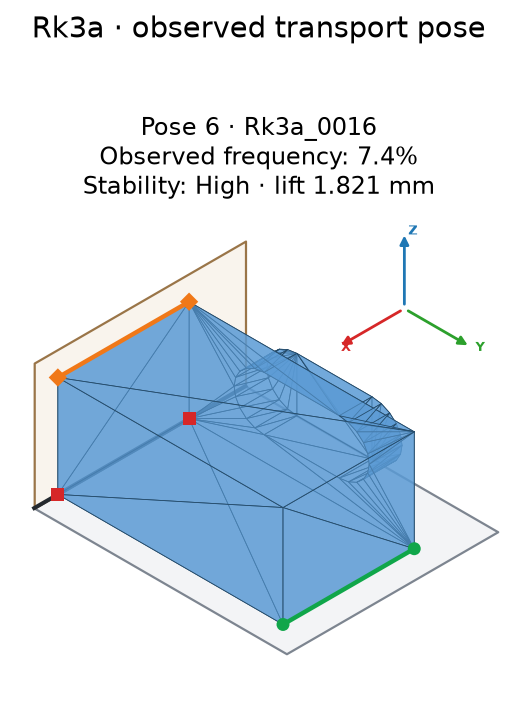 Rk3a · observed transport pose
Pose 6 · Rk3a_0016
Observed frequency: 7.4%
Stability: High · lift 1.821 mm
Z
X
Y